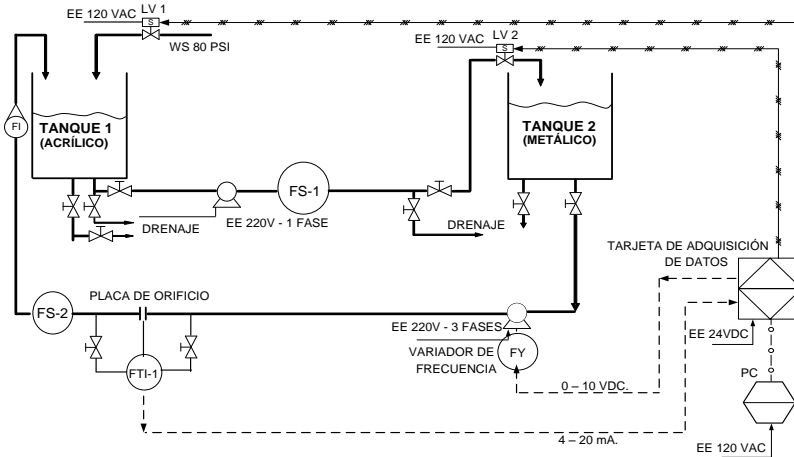 EE 120 VAC
LV 1
S
WS 80 PSI
EE 120 VAC
LV 2
S
FI
TANQUE 1
(ACRÍLICO)
TANQUE 2
(METÁLICO)
FS-1
DRENAJE
EE 220V - 1 FASE
DRENAJE
TARJETA DE ADQUISICIÓN
DE DATOS
PLACA DE ORIFICIO
FS-2
EE 220V - 3 FASES
VARIADOR DE
FRECUENCIA
FY
EE 24VDC
FTI-1
PC
0 – 10 VDC.
4 – 20 mA.
EE 120 VAC